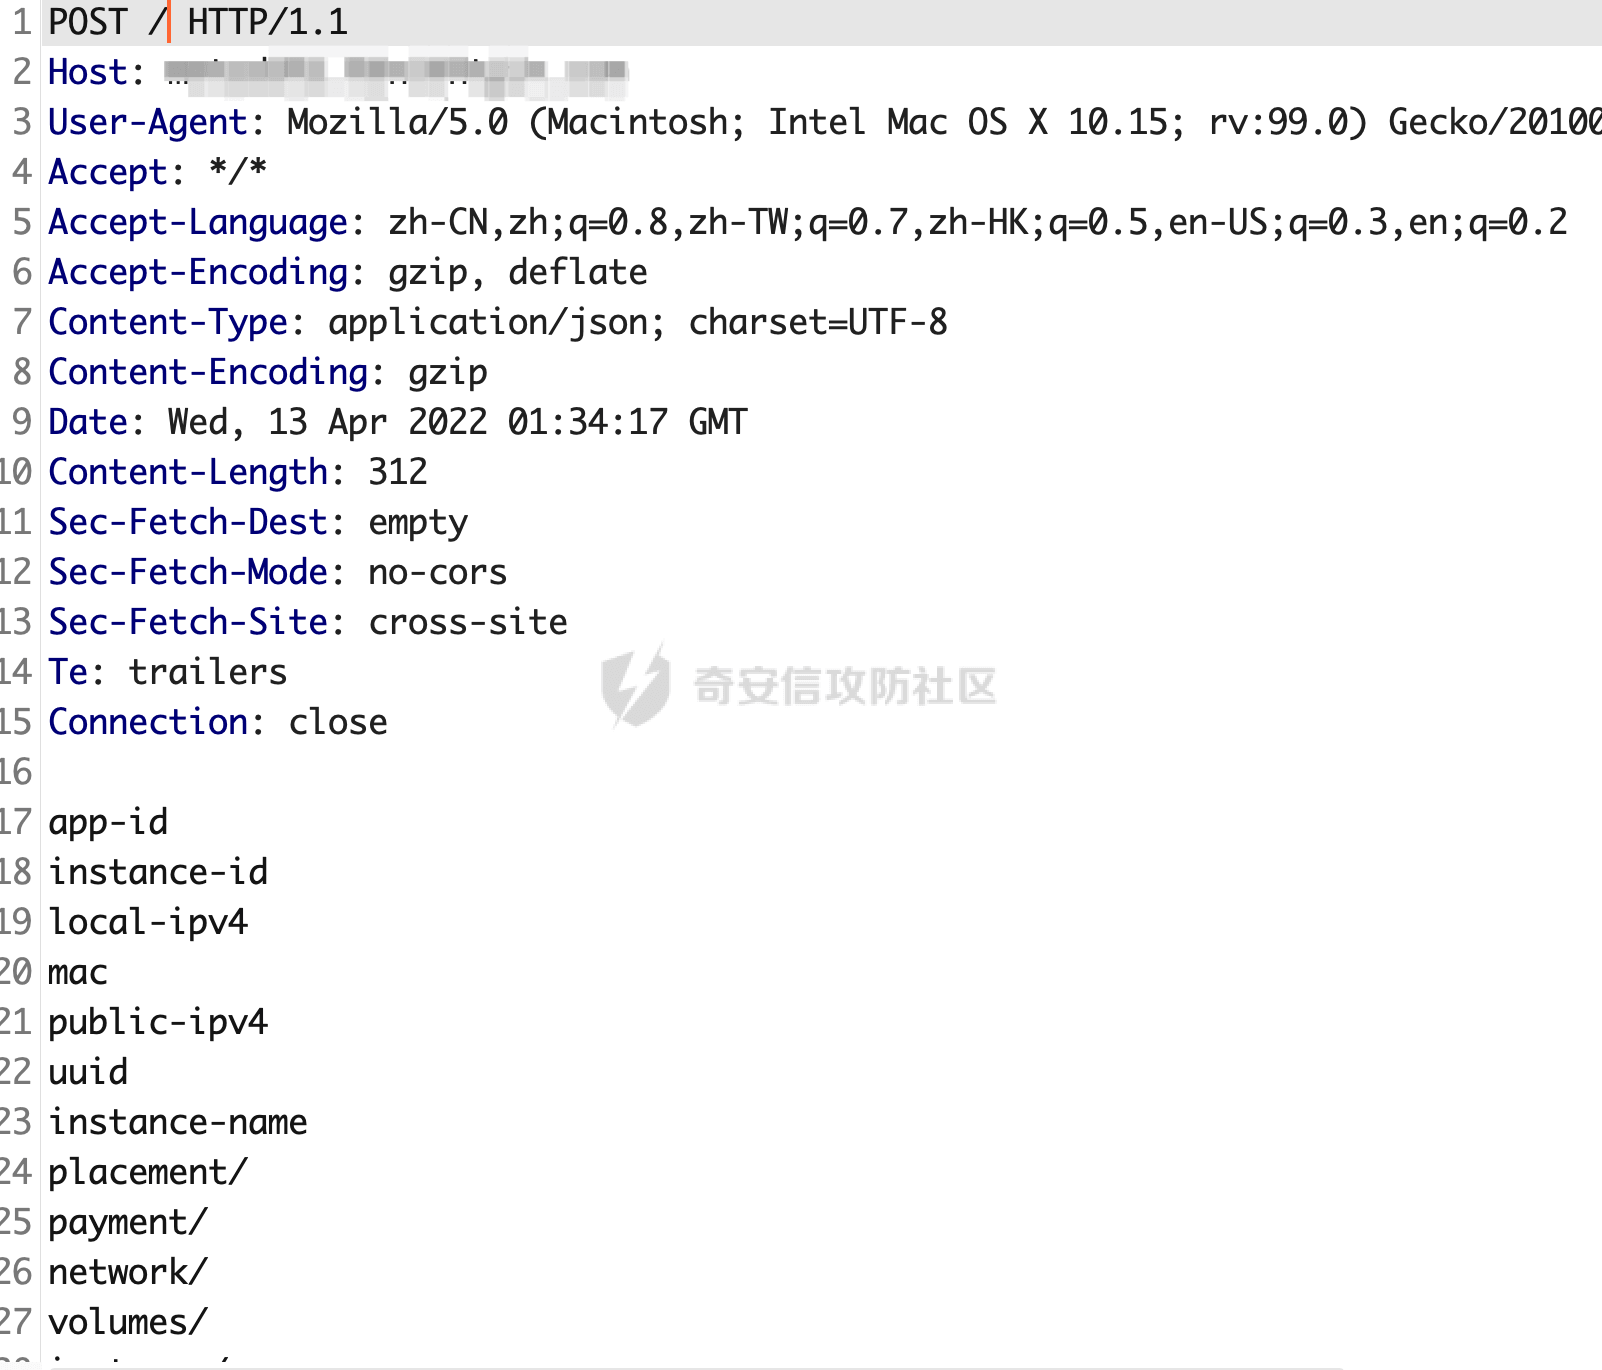 1 POST / HTTP/1.1
2 Host:
3 User-Agent: Mozilla/5.0 (Macintosh; Intel Mac OS X 10.15; rv:99.0) Gecko/20100
4 Accept: */*
5 Accept-Language: zh-CN,zh;q=0.8,zh-TW;q=0.7,zh-HK;q=0.5,en-US;q=0.3,en;q=0.2
6 Accept-Encoding: gzip, deflate
7 Content-Type: application/json; charset=UTF-8
8 Content-Encoding: gzip
9 Date: Wed, 13 Apr 2022 01:34:17 GMT
10 Content-Length: 312
11 Sec-Fetch-Dest: empty
12 Sec-Fetch-Mode: no-cors
13 Sec-Fetch-Site: cross-site
14 Te: trailers
奇安信攻防社区
15 Connection: close
16
17 app-id
18 instance-id
19 local-ipv4
20 mac
21 public-ipv4
22 uuid
23 instance-name
24 placement/
25 payment/
26 network/
27 volumes/